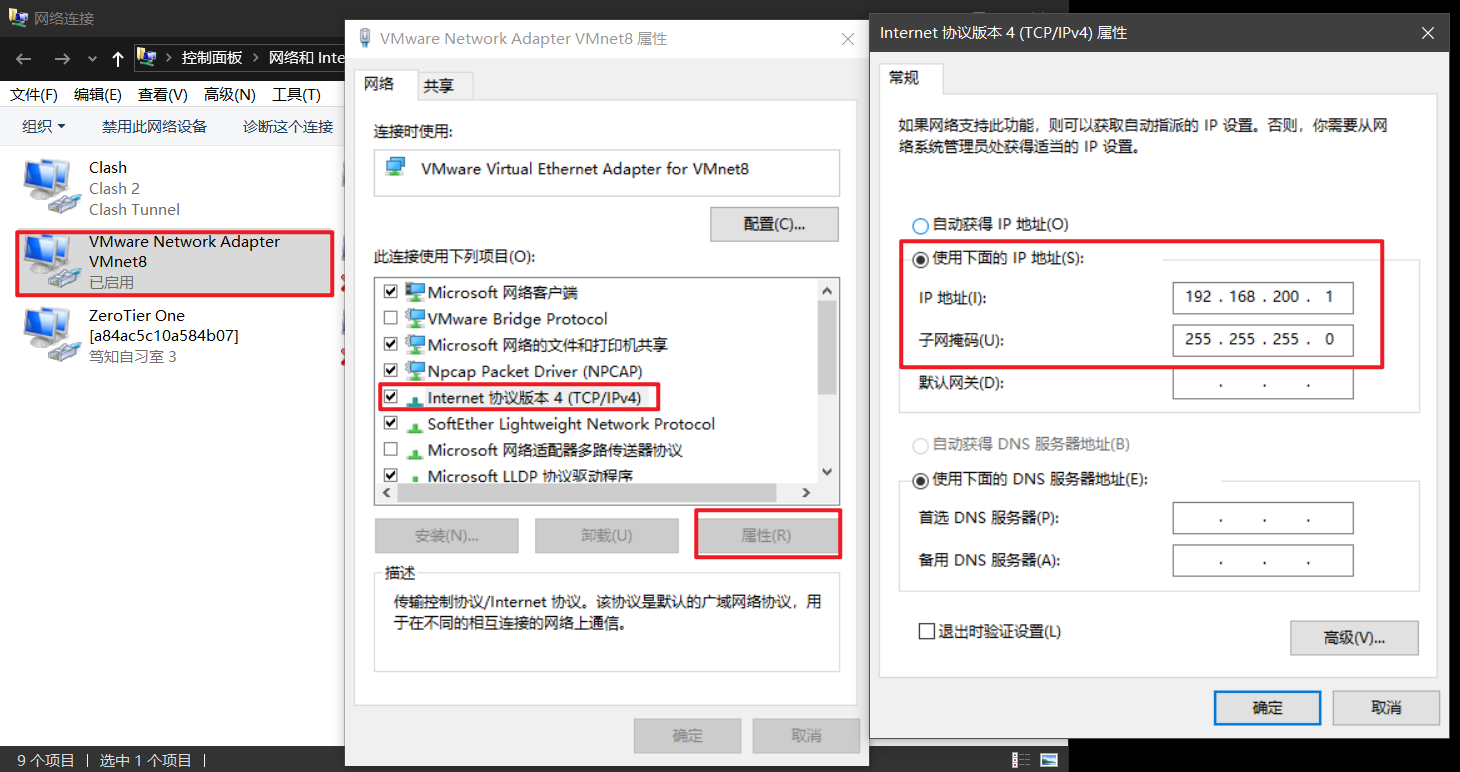 网络连接
控制面板
网络和 Inte
文件(F) 编辑(E) 查看(V) 高级(N) 工具(T)
组织 禁用此网络设备 诊断这个连接
Clash
Clash 2
Clash Tunnel
VMware Network Adapter
VMnet8
已启用
ZeroTier One
[a84ac5c10a584b07]
笃知自习室 3
9 个项目
选中 1 个项目
VMware Network Adapter VMnet8 属性
网络 共享
连接时使用:
VMware Virtual Ethernet Adapter for VMnet8
配置(C)...
此连接使用下列项目(O):
Microsoft 网络客户端
VMware Bridge Protocol
Microsoft 网络的文件和打印机共享
Npcap Packet Driver (NPCAP)
Internet 协议版本 4 (TCP/IPv4)
SoftEther Lightweight Network Protocol
Microsoft 网络适配器多路传送器协议
Microsoft LLDP 协议驱动程序
安装(N)... 卸载(U) 属性(R)
描述
传输控制协议/Internet 协议。该协议是默认的广域网络协议，用
于在不同的相互连接的网络上通信。
确定 取消
Internet 协议版本 4 (TCP/IPv4) 属性
常规
如果网络支持此功能，则可以获取自动指派的 IP 设置。否则，你需要从网
络系统管理员处获得适当的 IP 设置。
自动获得 IP 地址(O)
使用下面的 IP 地址(S):
IP 地址(I): 192 . 168 . 200 . 1
子网掩码(U): 255 . 255 . 255 . 0
默认网关(D): . . .
自动获得 DNS 服务器地址(B)
使用下面的 DNS 服务器地址(E):
首选 DNS 服务器(P): . . .
备用 DNS 服务器(A): . . .
退出时验证设置(L)
高级(V)...
确定 取消